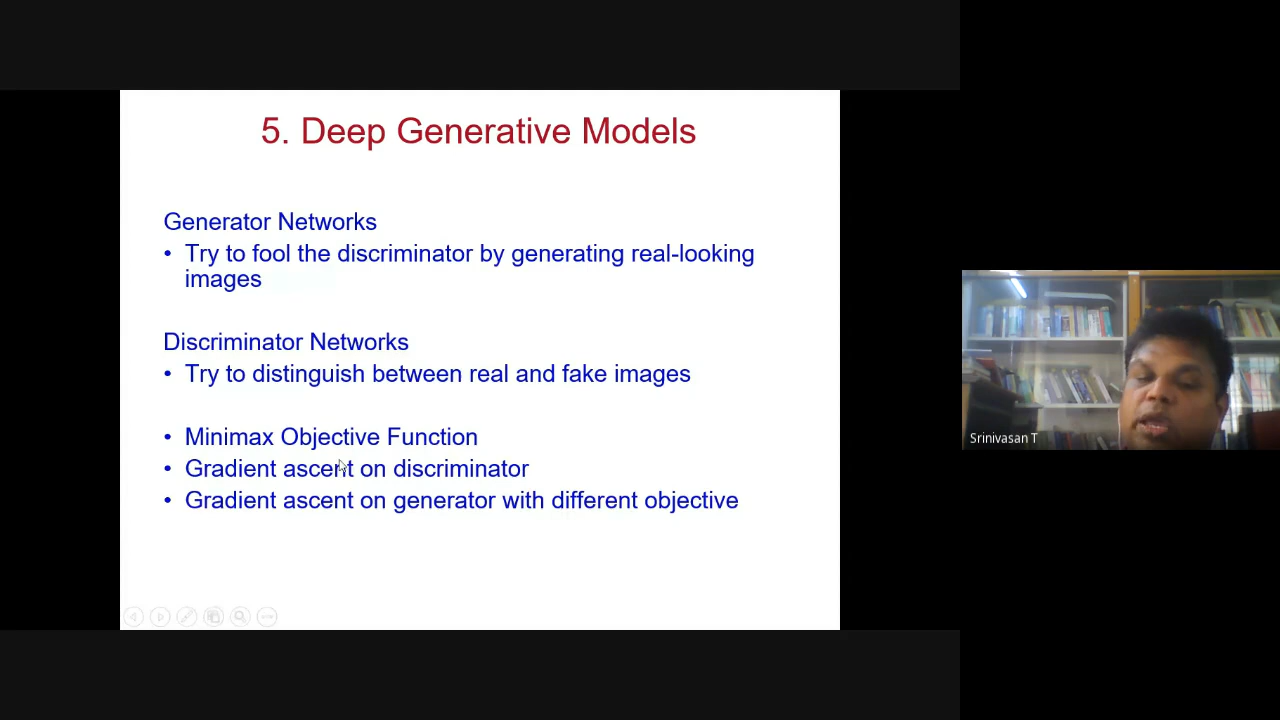 5. Deep Generative Models
Generator Networks
• Try to fool the discriminator by generating real-looking
images
Discriminator Networks
• Try to distinguish between real and fake images
• Minimax Objective Function
• Gradient ascent on discriminator
• Gradient ascent on generator with different objective
Srinivasan T